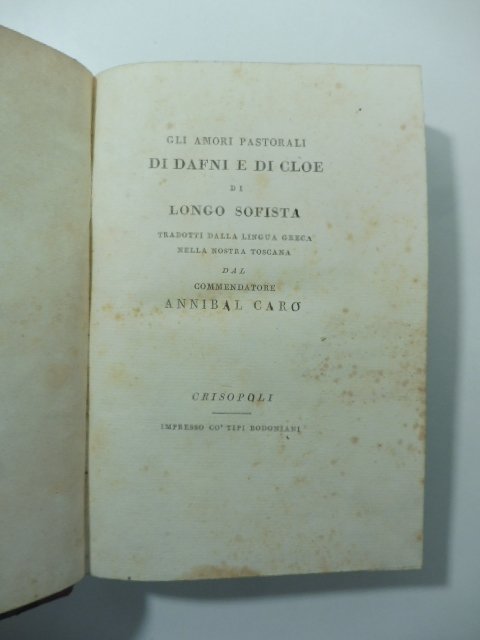 GLI AMORI PASTORALI
DI DAFNI E DI CLOE
DI
LONGO SOFISTA
TRADOTTI DALLA LINGUA GRECA
NELLA NOSTRA TOSCANA
DAL
COMMENDATORE
ANNIBAL CARO
CRISOPOLI
IMPRESSO CO' TIPI BODONIANI